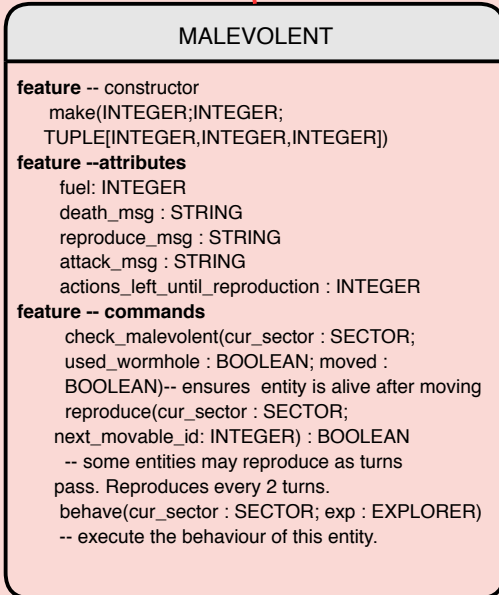 MALEVOLENT
feature -- constructor
make(INTEGER;INTEGER;
TUPLE[INTEGER,INTEGER,INTEGER])
feature --attributes
fuel: INTEGER
death_msg : STRING
reproduce_msg : STRING
attack_msg : STRING
actions_left_until_reproduction : INTEGER
feature -- commands
check_malevolent(cur_sector : SECTOR;
used_wormhole : BOOLEAN; moved :
BOOLEAN)-- ensures entity is alive after moving
reproduce(cur_sector : SECTOR;
next_movable_id: INTEGER) : BOOLEAN
-- some entities may reproduce as turns
pass. Reproduces every 2 turns.
behave(cur_sector : SECTOR; exp : EXPLORER)
-- execute the behaviour of this entity.